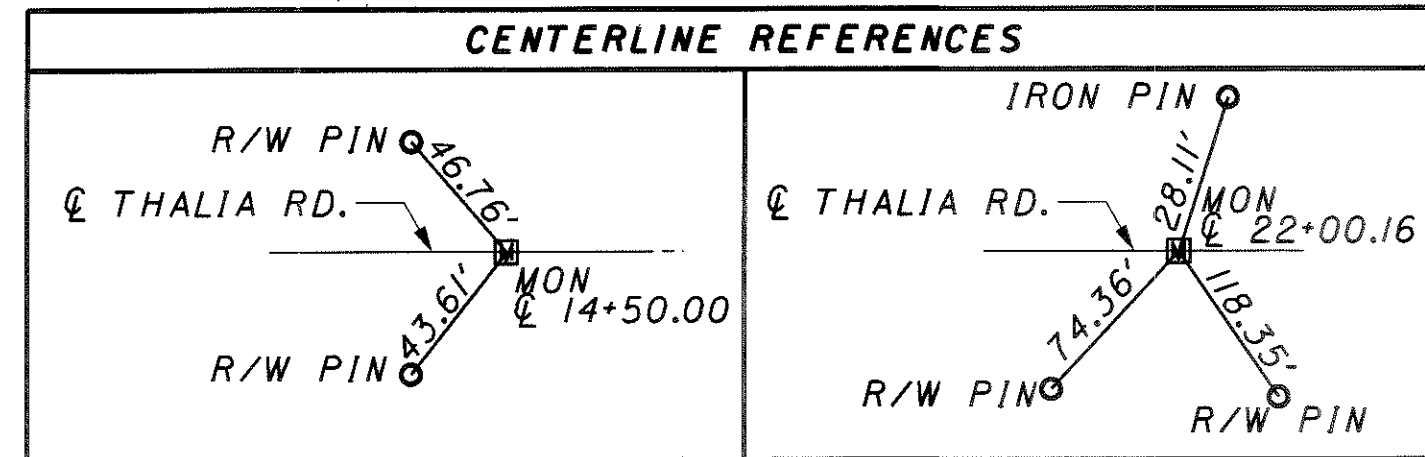 CENTERLINE REFERENCES
R/W PIN
46.76'
℄ THALIA RD.
MON
℄ 14+50.00
43.61'
R/W PIN
IRON PIN
28.11'
℄ THALIA RD.
MON
℄ 22+00.16
74.36'
118.35'
R/W PIN
R/W PIN